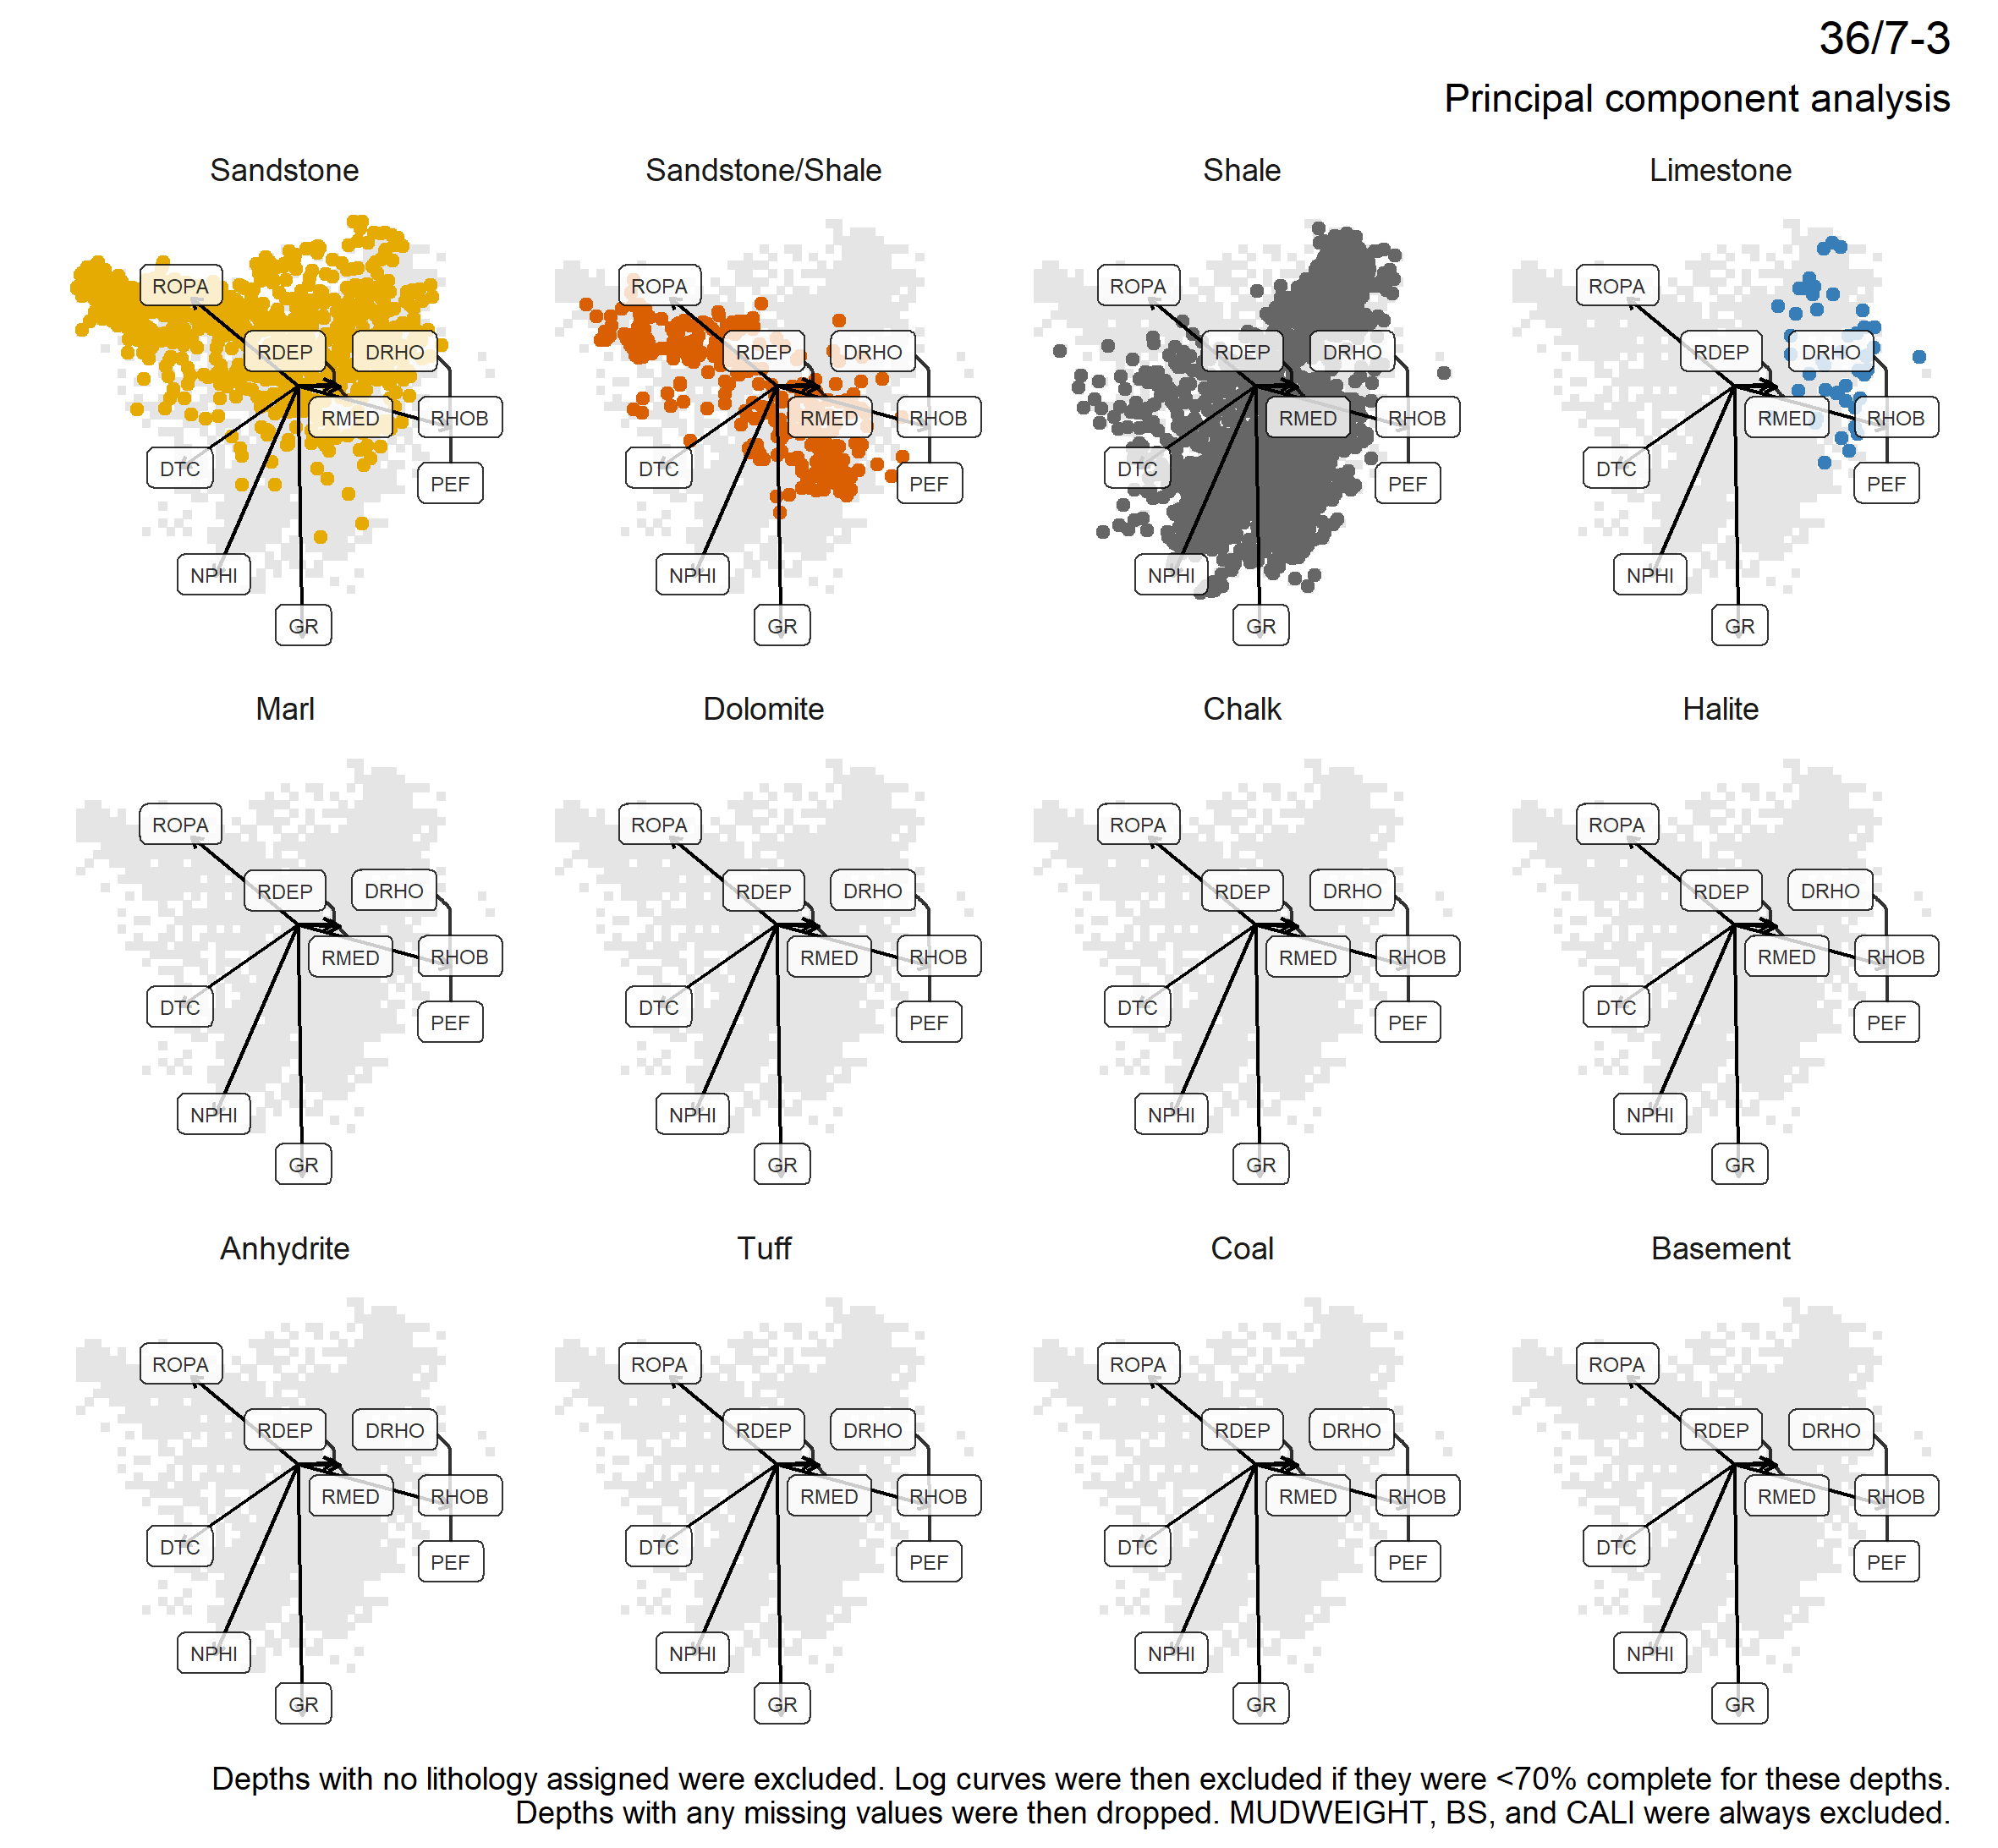 36/7-3
Principal component analysis
Sandstone
Sandstone/Shale
Shale
Limestone
ROPA
RDEP
DRHO
RMED
RHOB
DTC
PEF
NPHI
GR
ROPA
RDEP
DRHO
RMED
RHOB
DTC
PEF
NPHI
GR
ROPA
RDEP
DRHO
RMED
RHOB
DTC
PEF
NPHI
GR
ROPA
RDEP
DRHO
RMED
RHOB
DTC
PEF
NPHI
GR
Marl
Dolomite
Chalk
Halite
ROPA
RDEP
DRHO
RMED
RHOB
DTC
PEF
NPHI
GR
ROPA
RDEP
DRHO
RMED
RHOB
DTC
PEF
NPHI
GR
ROPA
RDEP
DRHO
RMED
RHOB
DTC
PEF
NPHI
GR
ROPA
RDEP
DRHO
RMED
RHOB
DTC
PEF
NPHI
GR
Anhydrite
Tuff
Coal
Basement
ROPA
RDEP
DRHO
RMED
RHOB
DTC
PEF
NPHI
GR
ROPA
RDEP
DRHO
RMED
RHOB
DTC
PEF
NPHI
GR
ROPA
RDEP
DRHO
RMED
RHOB
DTC
PEF
NPHI
GR
ROPA
RDEP
DRHO
RMED
RHOB
DTC
PEF
NPHI
GR
Depths with no lithology assigned were excluded. Log curves were then excluded if they were <70% complete for these depths.
Depths with any missing values were then dropped. MUDWEIGHT, BS, and CALI were always excluded.